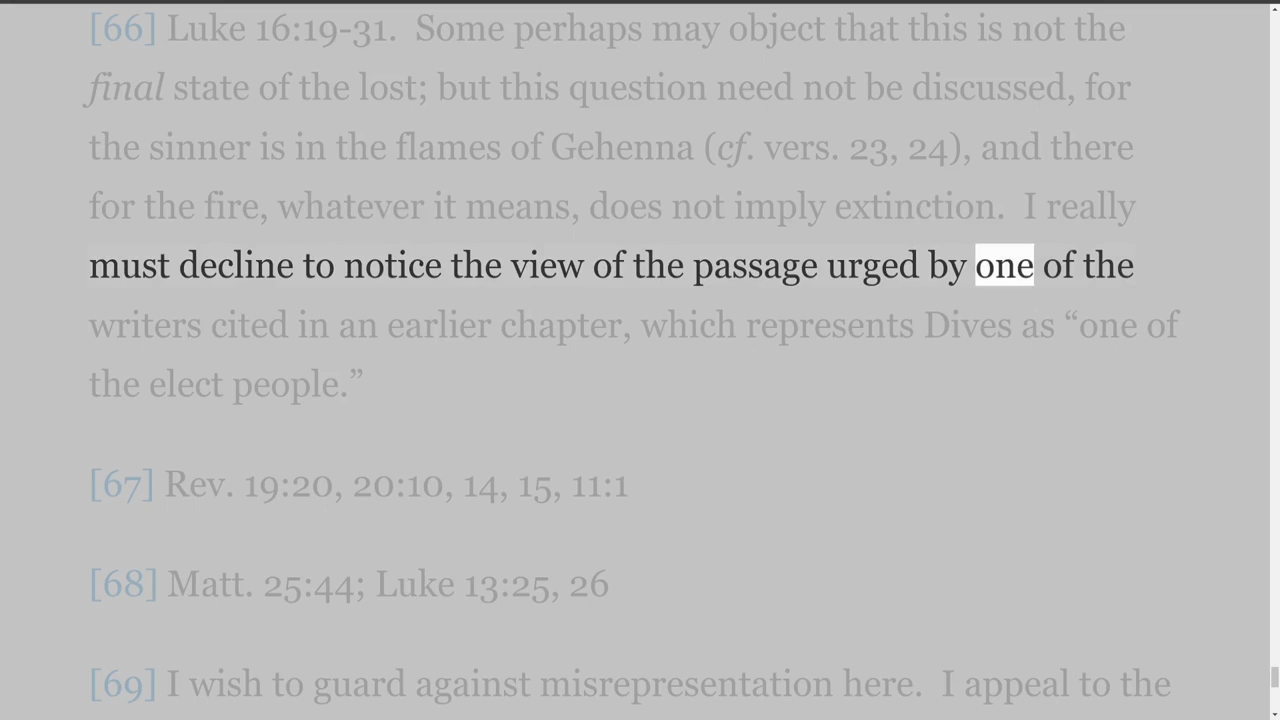 [66] Luke 16:19-31.  Some perhaps may object that this is not the
final state of the lost; but this question need not be discussed, for
the sinner is in the flames of Gehenna (cf. vers. 23, 24), and there
for the fire, whatever it means, does not imply extinction.  I really
must decline to notice the view of the passage urged by one of the
writers cited in an earlier chapter, which represents Dives as “one of
the elect people.”
[67] Rev. 19:20, 20:10, 14, 15, 11:1
[68] Matt. 25:44; Luke 13:25, 26
[69] I wish to guard against misrepresentation here.  I appeal to the